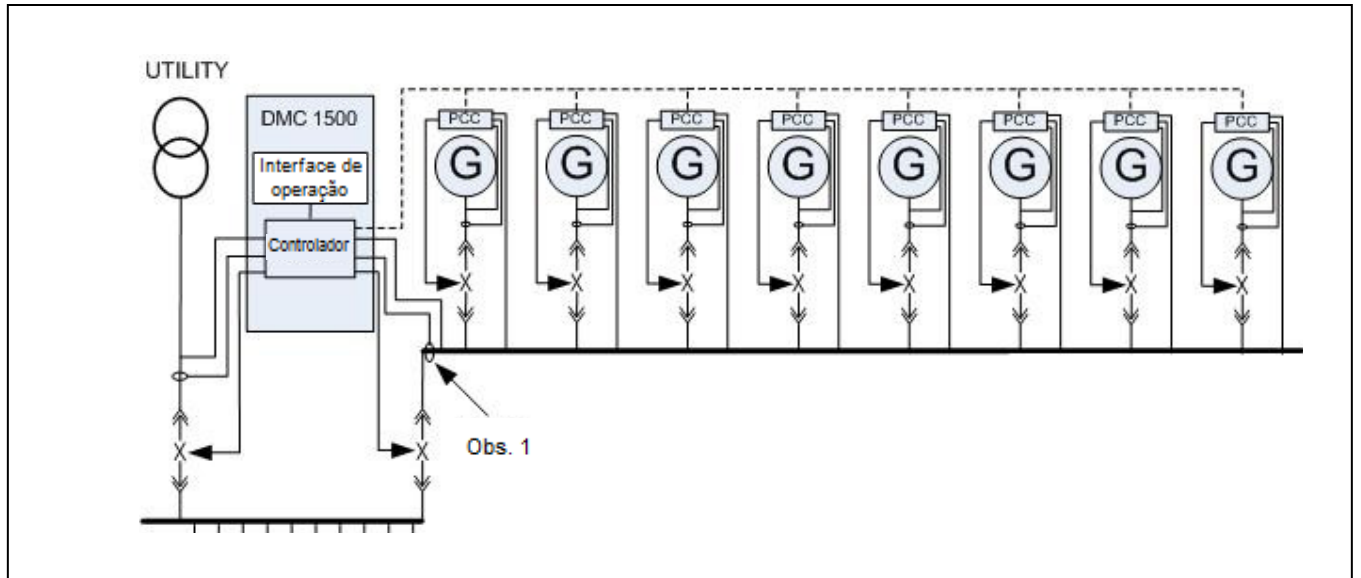 UTILITY
DMC 1500
Interface de
operação
Controlador
PCC
PCC
PCC
PCC
PCC
PCC
PCC
PCC
G
G
G
G
G
G
G
G
Obs. 1